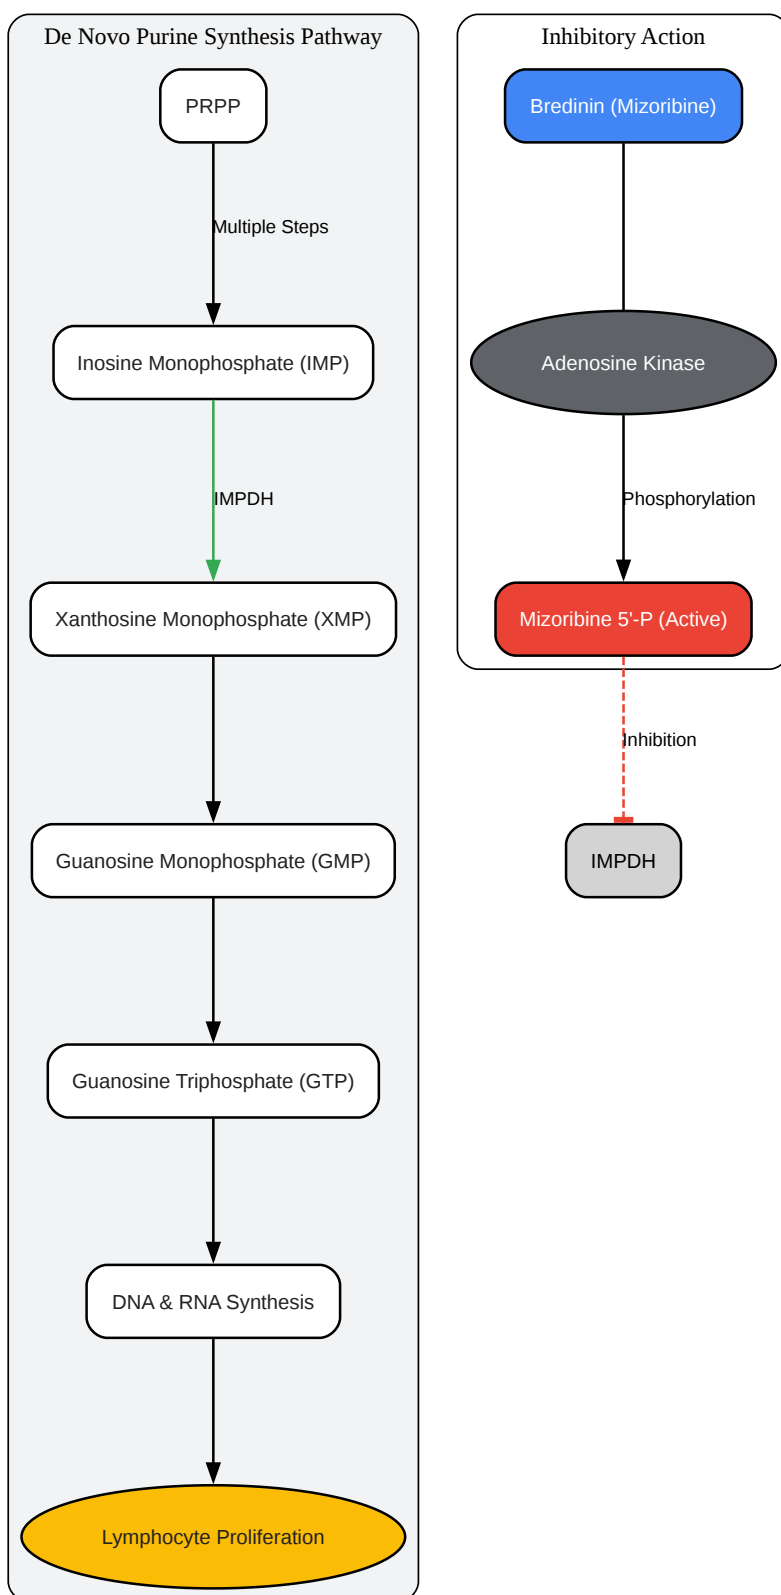 De Novo Purine Synthesis Pathway
PRPP
Multiple Steps
Inosine Monophosphate (IMP)
IMPDH
Xanthosine Monophosphate (XMP)
Guanosine Monophosphate (GMP)
Guanosine Triphosphate (GTP)
DNA & RNA Synthesis
Lymphocyte Proliferation
Inhibitory Action
Bredinin (Mizoribine)
Adenosine Kinase
Phosphorylation
Mizoribine 5'-P (Active)
Inhibition
IMPDH